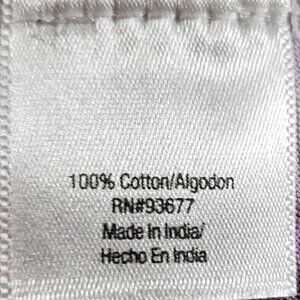 100% Cotton/Algodon
RN#93677
Made In India/
Hecho En India